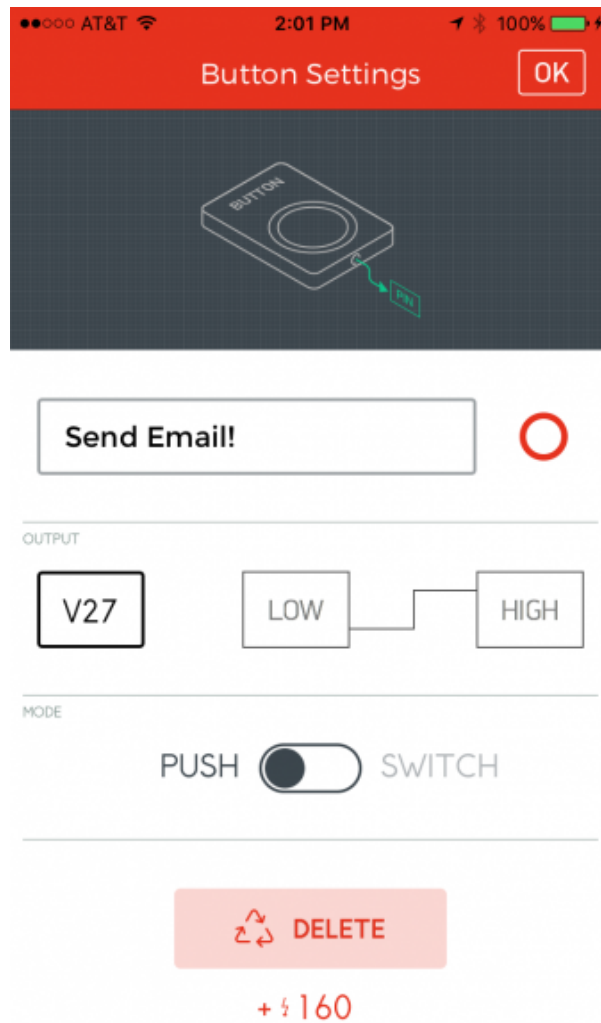 AT&T 2:01 PM 100%
Button Settings OK
BUTTON
PIN
Send Email!
OUTPUT
V27 LOW HIGH
MODE
PUSH SWITCH
DELETE
+ 160